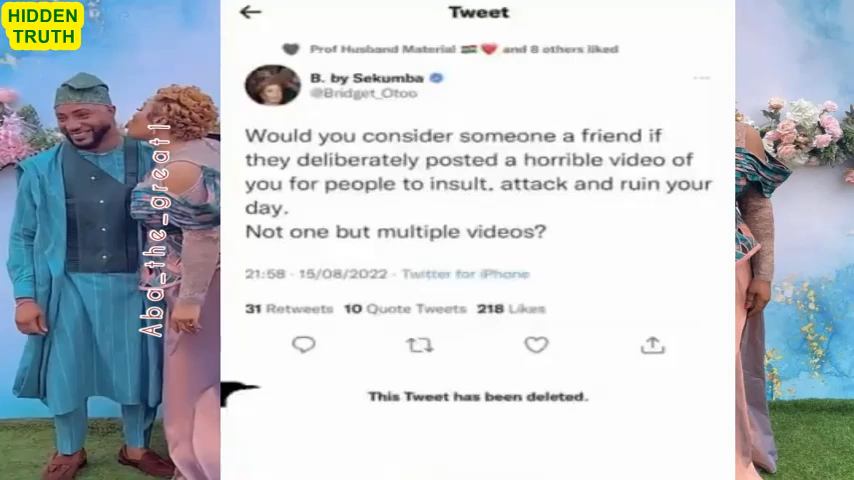 HIDDEN
TRUTH
Tweet
Prof Husband Material and 8 others liked
B. by Sekumba
@Bridget_Otoo
Would you consider someone a friend if
they deliberately posted a horrible video of
you for people to insult, attack and ruin your
day.
Not one but multiple videos?
21:58 · 15/08/2022 · Twitter for iPhone
31 Retweets 10 Quote Tweets 218 Likes
This Tweet has been deleted.
Aba_the_great1